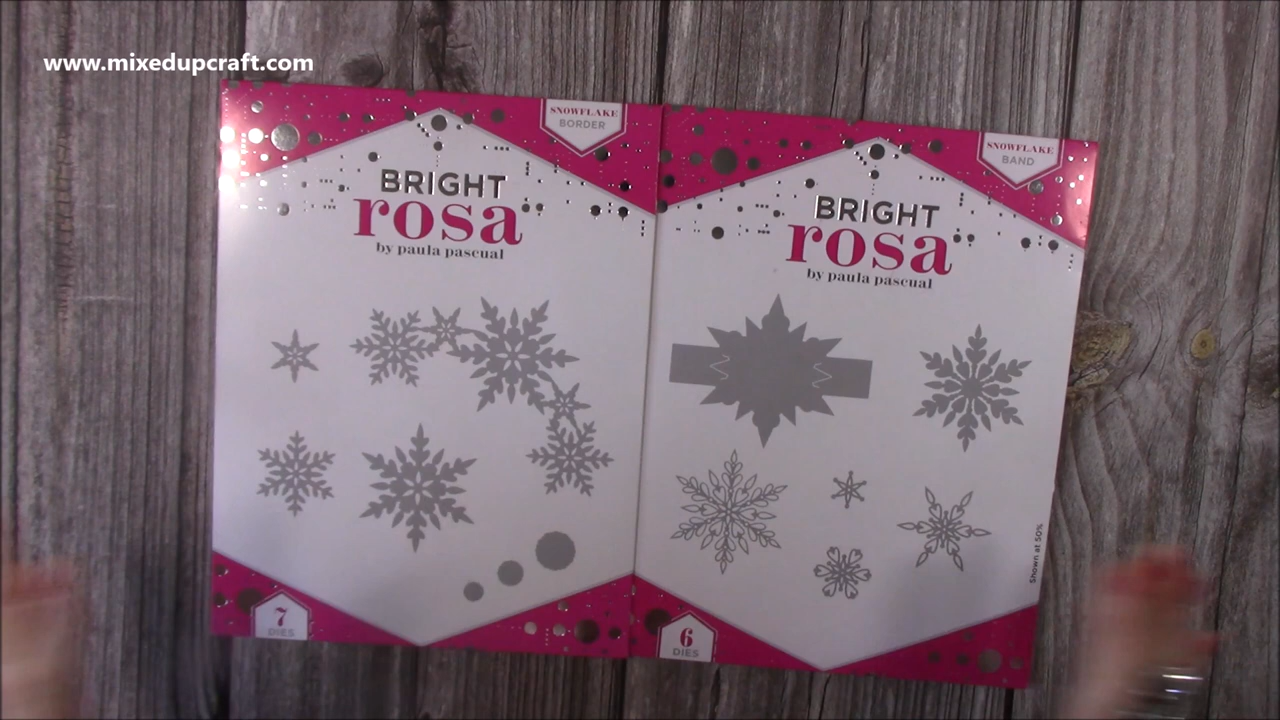 www.mixedupcraft.com
SNOWFLAKE
BORDER
BRIGHT
rosa
by paula pascual
7
DIES
SNOWFLAKE
BAND
BRIGHT
rosa
by paula pascual
Shown at 50%
6
DIES